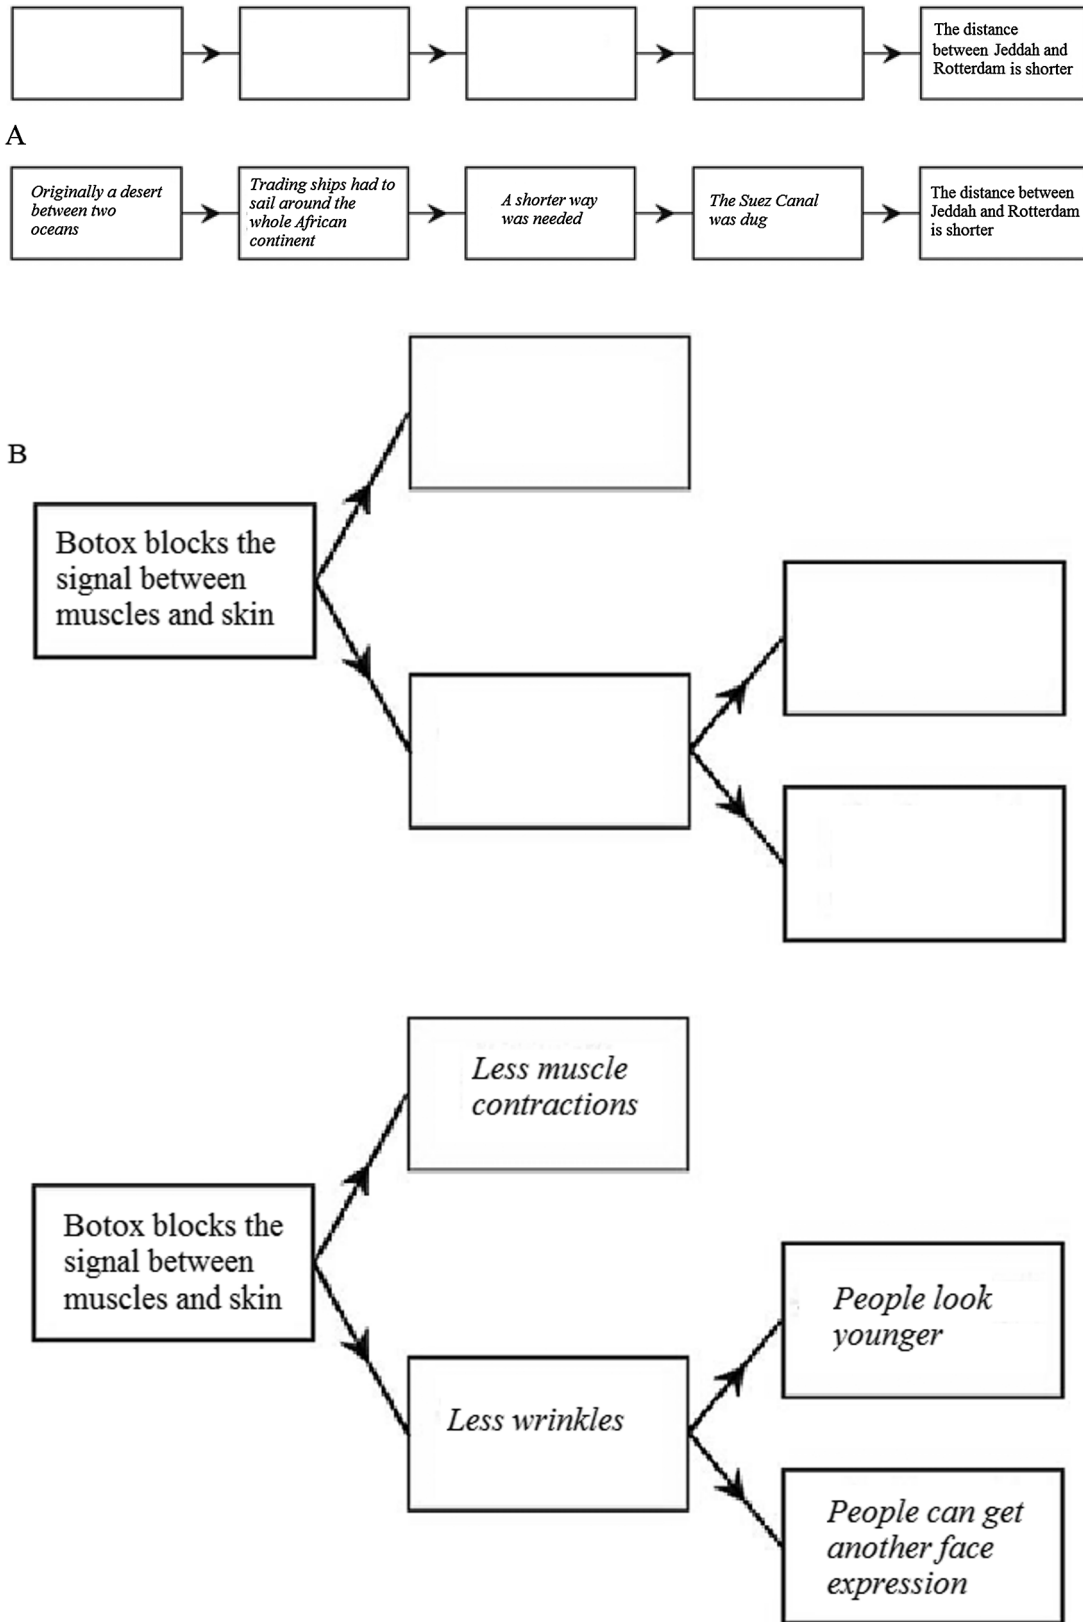 The distance
between Jeddah and
Rotterdam is shorter
A
Originally a desert
between two
oceans
Trading ships had to
sail around the
whole African
continent
A shorter way
was needed
The Suez Canal
was dug
The distance between
Jeddah and Rotterdam
is shorter
B
Botox blocks the
signal between
muscles and skin
Less muscle
contractions
Botox blocks the
signal between
muscles and skin
People look
younger
Less wrinkles
People can get
another face
expression